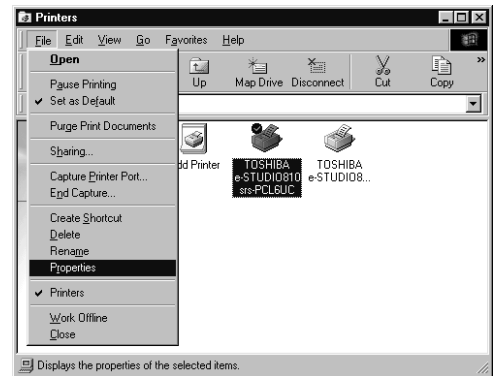 Printers
File Edit View Go Favorites Help
Up Map Drive Disconnect Cut Copy »
Open
Pause Printing
Set as Default
Purge Print Documents
Sharing...
Capture Printer Port...
End Capture...
Create Shortcut
Delete
Rename
Properties
Printers
Work Offline
Close
dd Printer
TOSHIBA
e-STUDIO810
srs-PCL6UC
TOSHIBA
e-STUDIO8...
Displays the properties of the selected items.